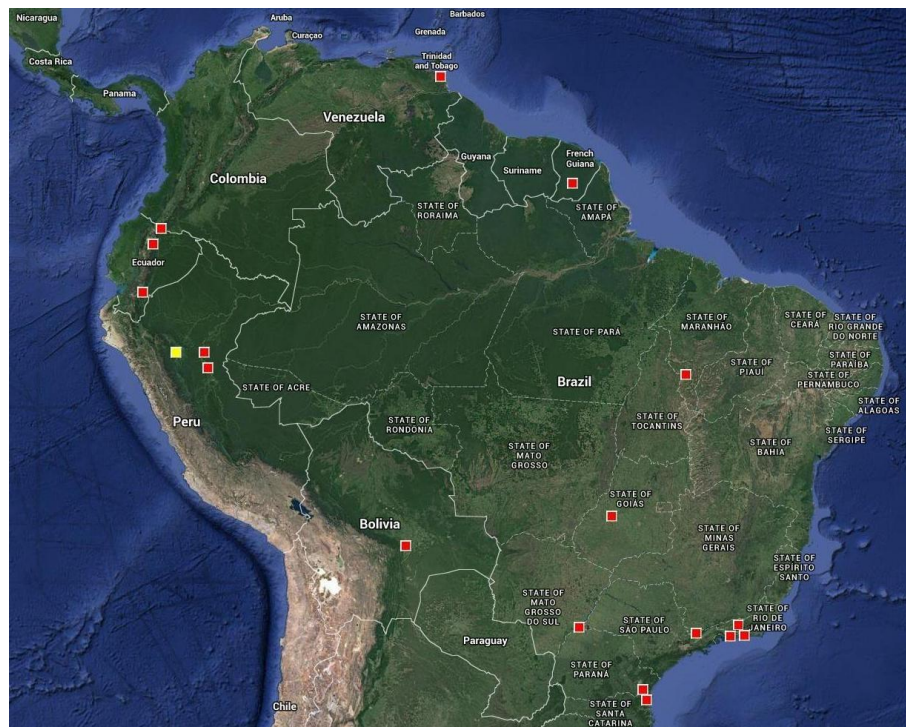 Nicaragua
Aruba
Barbados
Curaçao
Grenada
Costa Rica
Trinidad
and Tobago
Panama
Venezuela
Guyana
French
Guiana
Suriname
Colombia
STATE OF
RORAIMA
STATE OF
AMAPÁ
Ecuador
STATE OF
AMAZONAS
STATE OF PARÁ
STATE OF
MARANHÃO
STATE OF
CEARÁ
STATE OF
RIO GRANDE
DO NORTE
STATE OF
PIAUÍ
STATE OF
PARAÍBA
STATE OF
PERNAMBUCO
STATE OF ACRE
Brazil
STATE OF
ALAGOAS
Peru
STATE OF
RONDÔNIA
STATE OF
TOCANTINS
STATE OF
SERGIPE
STATE OF
BAHIA
STATE OF
MATO
GROSSO
Bolivia
STATE OF
GOIÁS
STATE OF
MINAS
GERAIS
STATE OF
ESPÍRITO
SANTO
STATE OF
MATO
GROSSO
DO SUL
STATE OF
SÃO PAULO
STATE OF
RIO DE
JANEIRO
Paraguay
STATE OF
PARANÁ
Chile
STATE OF
SANTA
CATARINA